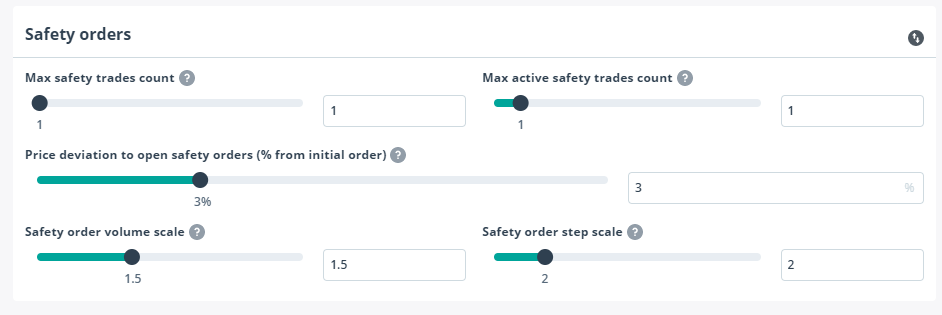 Safety orders
Max safety trades count ?
1
1
Max active safety trades count ?
1
1
Price deviation to open safety orders (% from initial order) ?
3 %
3%
Safety order volume scale ?
1.5
1.5
Safety order step scale ?
2
2